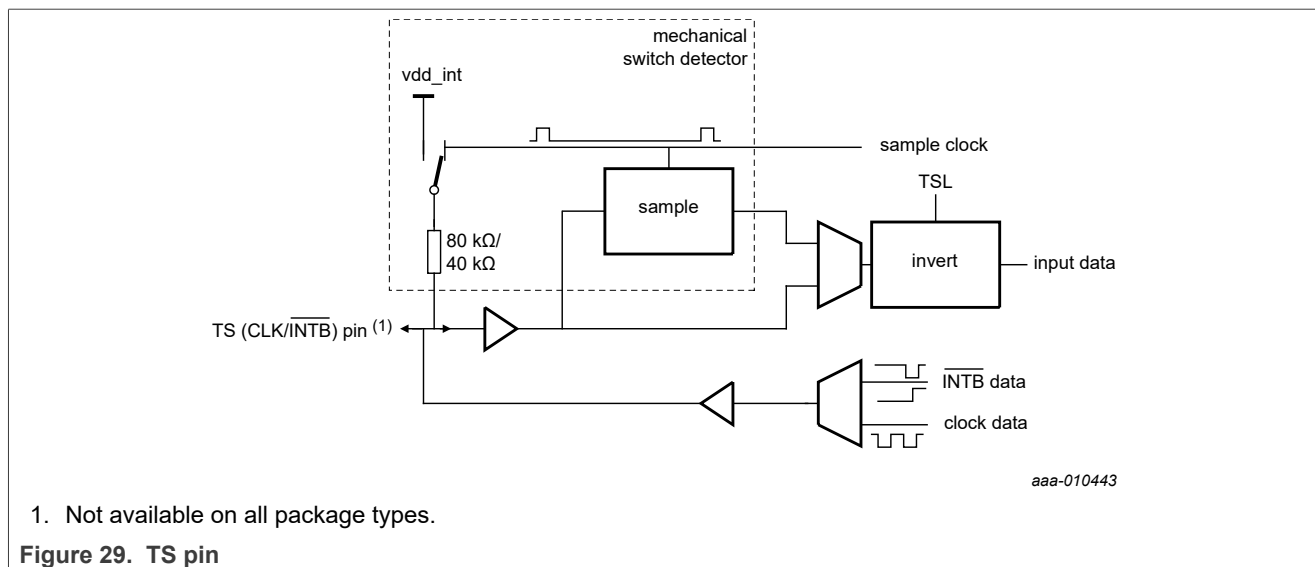 mechanical
switch detector
vdd_int
sample clock
TSL
sample
80 kΩ/
40 kΩ
invert
input data
TS (CLK/INTB) pin (1)
INTB data
clock data
aaa-010443
1. Not available on all package types.
Figure 29. TS pin